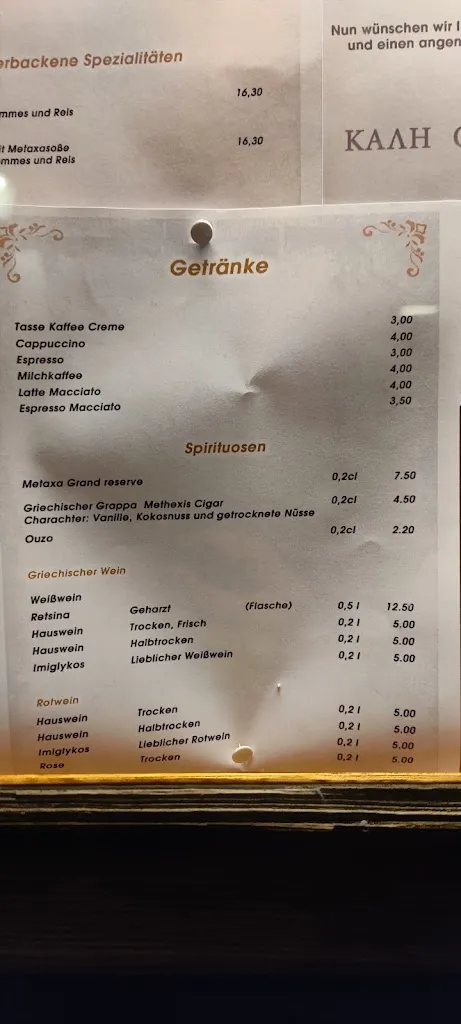 erbackene Spezialitäten
16,30
mmes und Reis
it Metaxasoße 16,30
ommes und Reis
Nun wünschen wir I
und einen angen
ΚΑΛΗ
Getränke
Tasse Kaffee Creme 3,00
Cappuccino 4,00
Espresso 3,00
Milchkaffee 4,00
Latte Macciato 4,00
Espresso Macciato 3,50
Spirituosen
Metaxa Grand reserve 0,2cl 7.50
Griechischer Grappa Methexis Cigar 0,2cl 4.50
Charachter: Vanille, Kokosnuss und getrocknete Nüsse
Ouzo 0,2cl 2.20
Griechischer Wein
Weißwein
Retsina Geharzt (Flasche) 0,5 l 12.50
Hauswein Trocken, Frisch 0,2 l 5.00
Hauswein Halbtrocken 0,2 l 5.00
Imiglykos Lieblicher Weißwein 0,2 l 5.00
Rotwein
Hauswein Trocken 0,2 l 5.00
Hauswein Halbtrocken 0,2 l 5.00
Imiglykos Lieblicher Rotwein 0,2 l 5.00
Rose Trocken 0,2 l 5.00